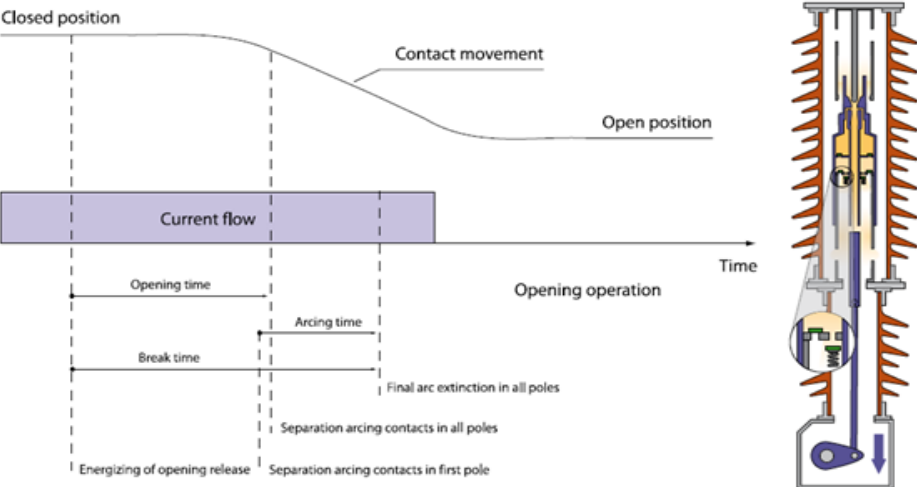 Closed position
Contact movement
Open position
Current flow
Time
Opening time
Opening operation
Arcing time
Break time
Final arc extinction in all poles
Separation arcing contacts in all poles
Energizing of opening release
Separation arcing contacts in first pole